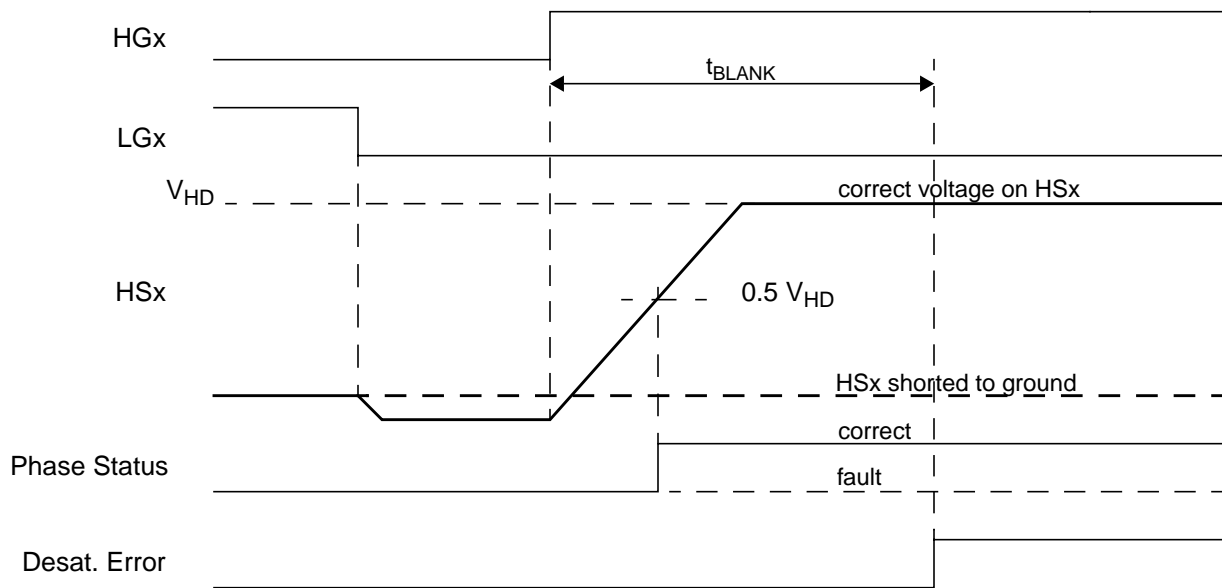 HGx
tBLANK
LGx
VHD
correct voltage on HSx
HSx
0.5 VHD
HSx shorted to ground
correct
Phase Status
fault
Desat. Error